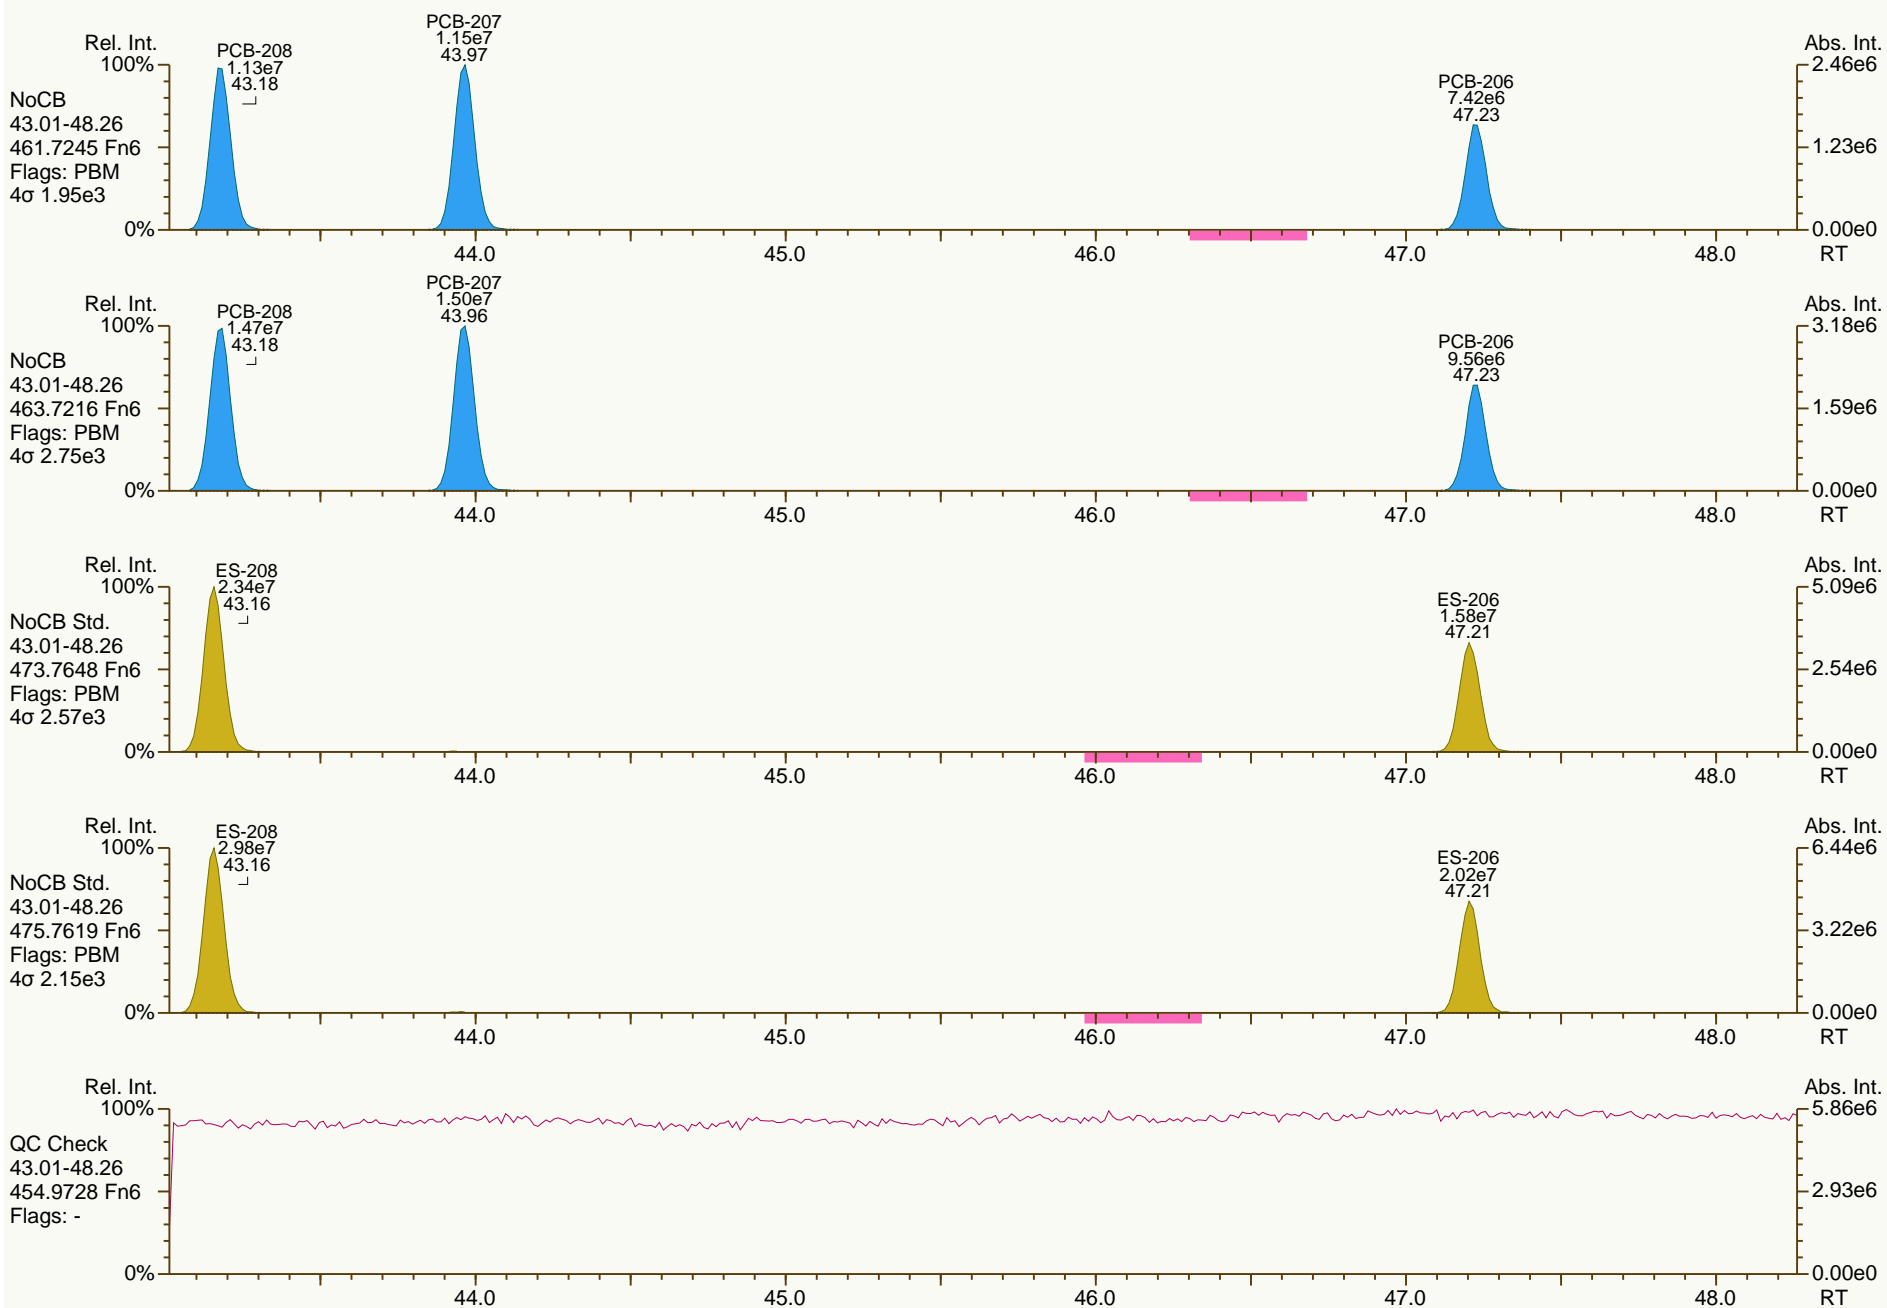 Rel. Int.
100%
0%
NoCB
43.01-48.26
461.7245 Fn6
Flags: PBM
4σ 1.95e3
PCB-208
1.13e7
43.18
PCB-207
1.15e7
43.97
PCB-206
7.42e6
47.23
Abs. Int.
2.46e6
1.23e6
0.00e0
44.0 45.0 46.0 47.0 48.0 RT
Rel. Int.
100%
0%
NoCB
43.01-48.26
463.7216 Fn6
Flags: PBM
4σ 2.75e3
PCB-208
1.47e7
43.18
PCB-207
1.50e7
43.96
PCB-206
9.56e6
47.23
Abs. Int.
3.18e6
1.59e6
0.00e0
44.0 45.0 46.0 47.0 48.0 RT
Rel. Int.
100%
0%
NoCB Std.
43.01-48.26
473.7648 Fn6
Flags: PBM
4σ 2.57e3
ES-208
2.34e7
43.16
ES-206
1.58e7
47.21
Abs. Int.
5.09e6
2.54e6
0.00e0
44.0 45.0 46.0 47.0 48.0 RT
Rel. Int.
100%
0%
NoCB Std.
43.01-48.26
475.7619 Fn6
Flags: PBM
4σ 2.15e3
ES-208
2.98e7
43.16
ES-206
2.02e7
47.21
Abs. Int.
6.44e6
3.22e6
0.00e0
44.0 45.0 46.0 47.0 48.0 RT
Rel. Int.
100%
0%
QC Check
43.01-48.26
454.9728 Fn6
Flags: -
Abs. Int.
5.86e6
2.93e6
0.00e0
44.0 45.0 46.0 47.0 48.0 RT